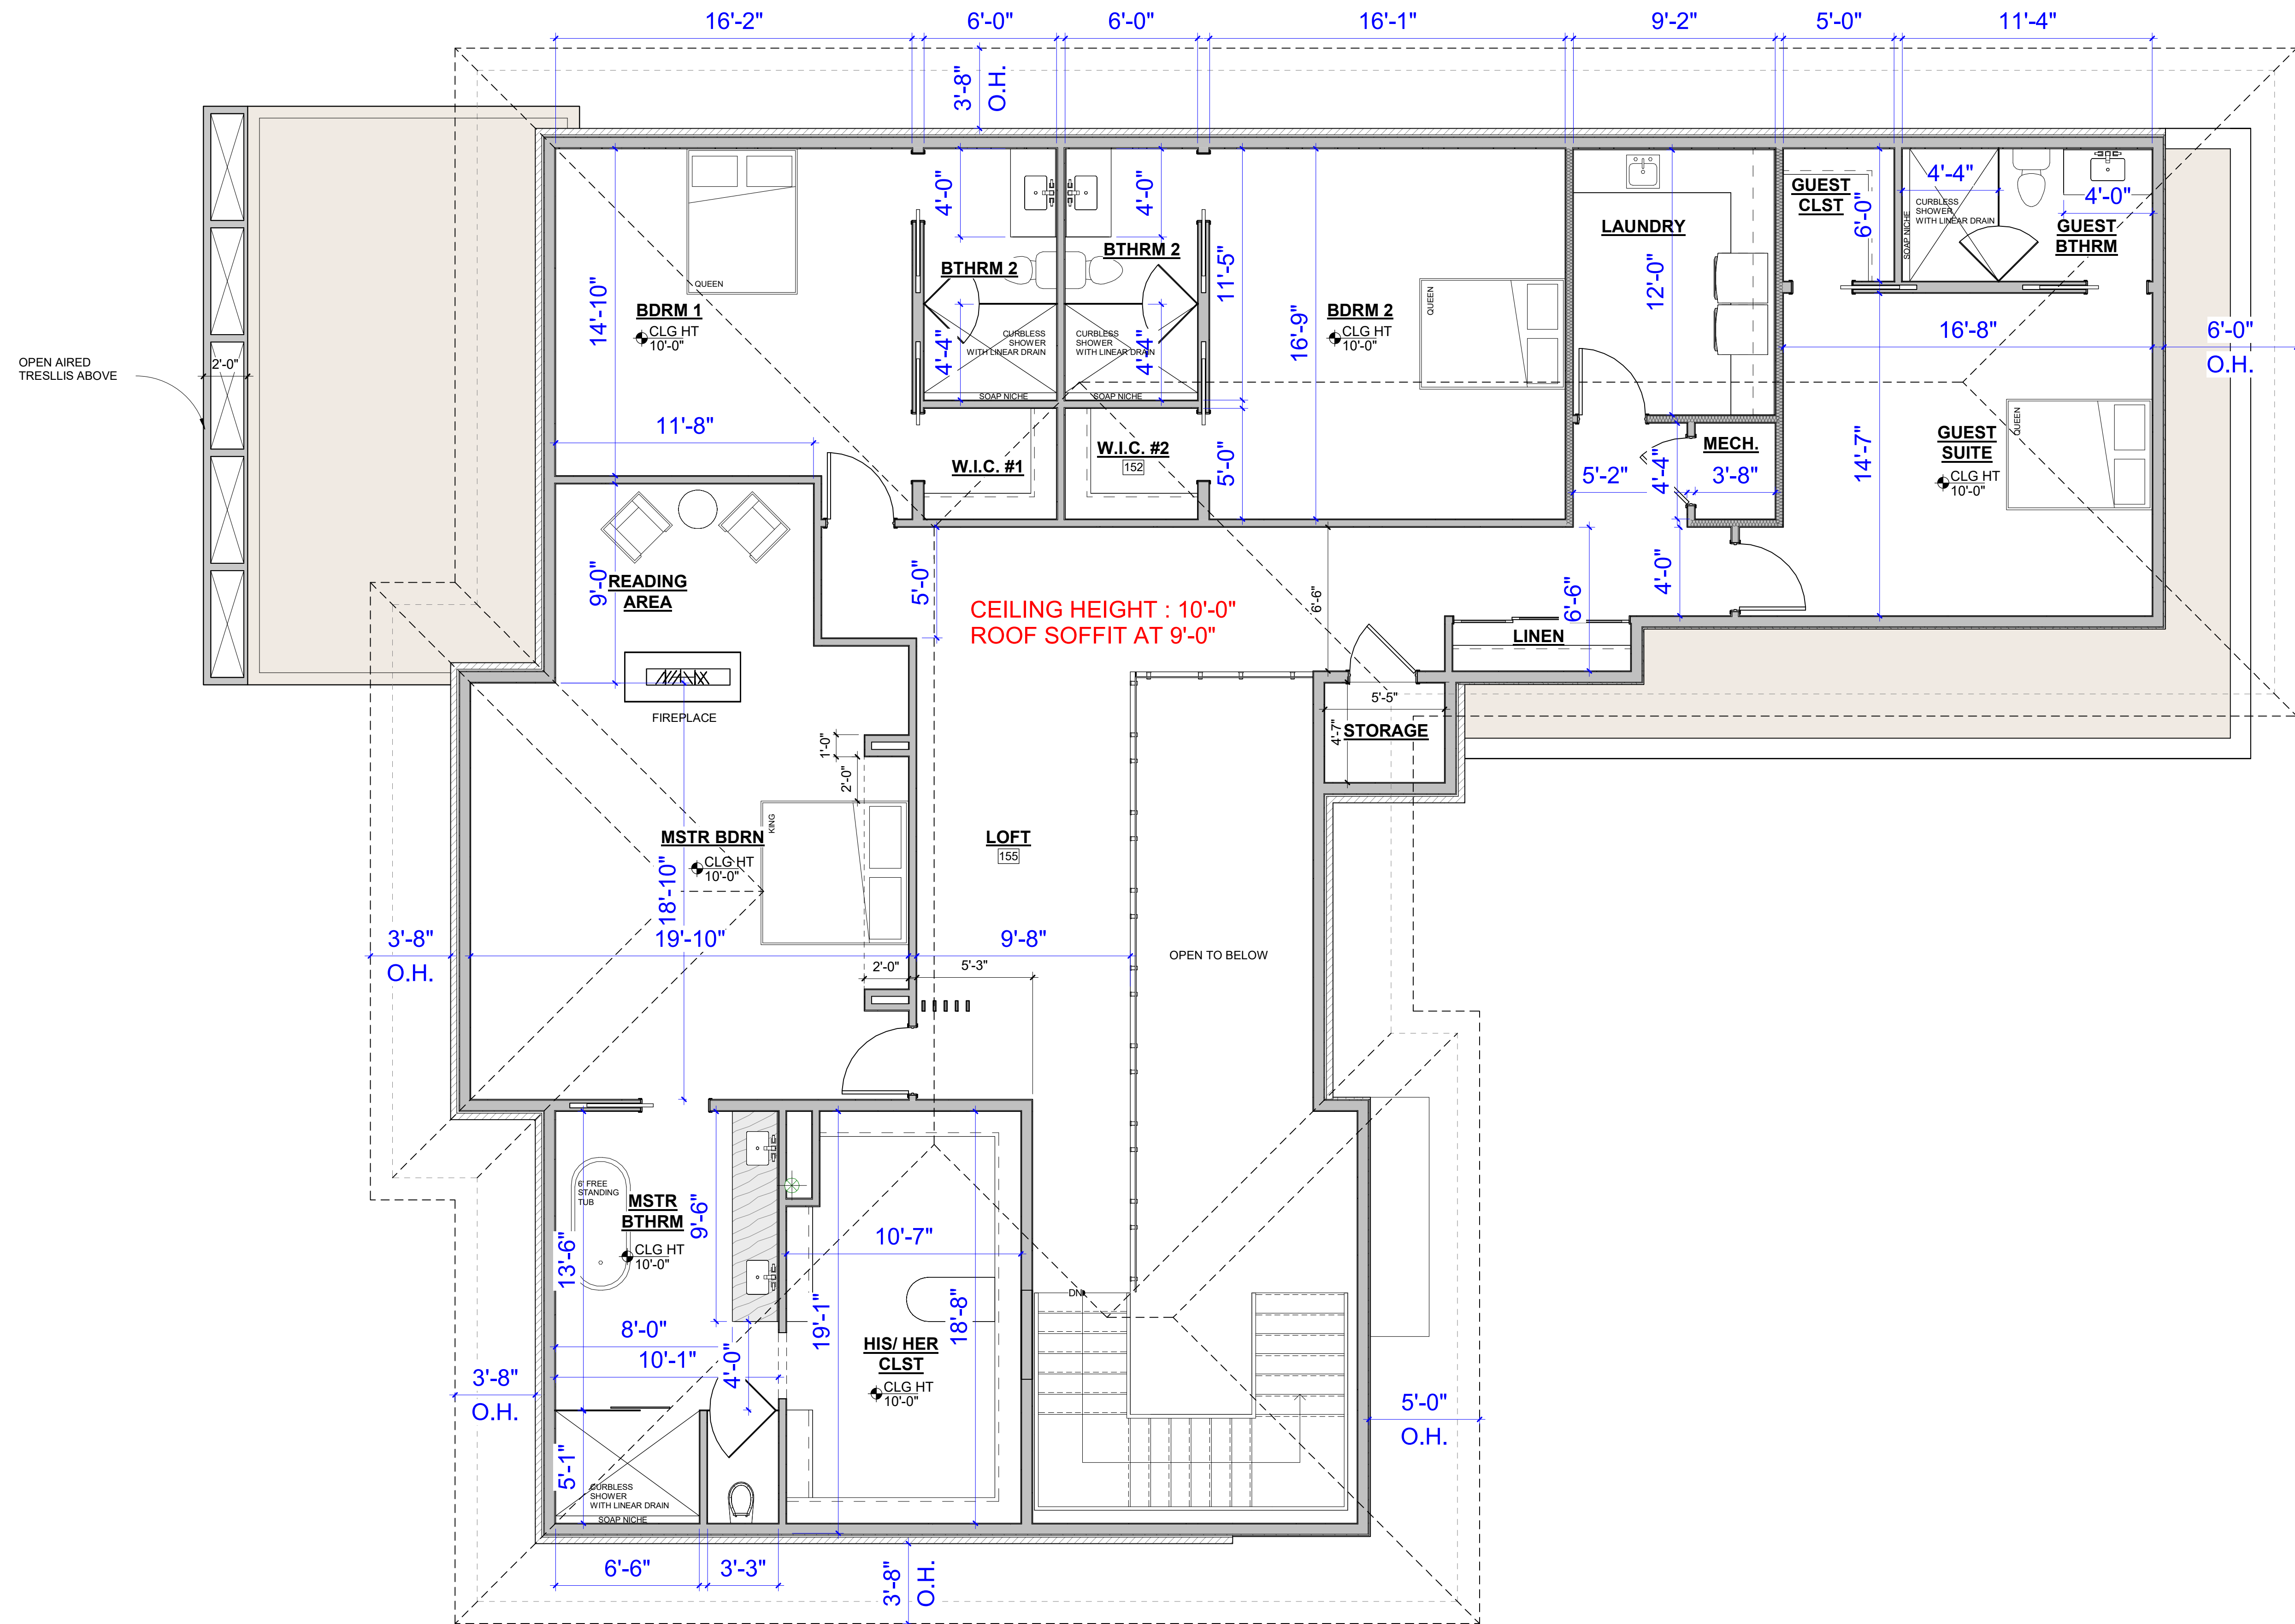 16'-2"
6'-0"
6'-0"
16'-1"
9'-2"
5'-0"
11'-4"
3'-8"
O.H.
4'-0"
4'-0"
GUEST
CLST
6'-0"
4'-4"
4'-0"
CURBLESS
SHOWER
WITH LINEAR DRAIN
SOAP NICHE
GUEST
BTHRM
LAUNDRY
12'-0"
BTHRM 2
BTHRM 2
11'-5"
QUEEN
BDRM 1
CLG HT
10'-0"
14'-10"
CURBLESS
SHOWER
WITH LINEAR DRAIN
4'-4"
CURBLESS
SHOWER
WITH LINEAR DRAIN
4'-4"
SOAP NICHE
SOAP NICHE
16'-9"
BDRM 2
CLG HT
10'-0"
QUEEN
16'-8"
6'-0"
O.H.
OPEN AIRED
TRESLLIS ABOVE
2'-0"
11'-8"
W.I.C. #1
W.I.C. #2
152
5'-0"
5'-2"
4'-4"
MECH.
3'-8"
14'-7"
GUEST
SUITE
CLG HT
10'-0"
QUEEN
9'-0"
READING
AREA
5'-0"
CEILING HEIGHT : 10'-0"
ROOF SOFFIT AT 9'-0"
6'-6"
6'-6"
4'-0"
LINEN
FIREPLACE
1'-0"
2'-0"
5'-5"
4'-7"
STORAGE
MSTR BDRN
CLG HT
10'-0"
KING
18'-10"
LOFT
155
3'-8"
O.H.
19'-10"
9'-8"
2'-0"
5'-3"
OPEN TO BELOW
6' FREE
STANDING
TUB
MSTR
BTHRM
CLG HT
10'-0"
13'-6"
9'-6"
10'-7"
DN
8'-0"
10'-1"
4'-0"
19'-1"
18'-8"
HIS/ HER
CLST
CLG HT
10'-0"
3'-8"
O.H.
5'-0"
O.H.
5'-1"
CURBLESS
SHOWER
WITH LINEAR DRAIN
SOAP NICHE
6'-6"
3'-3"
3'-8"
O.H.